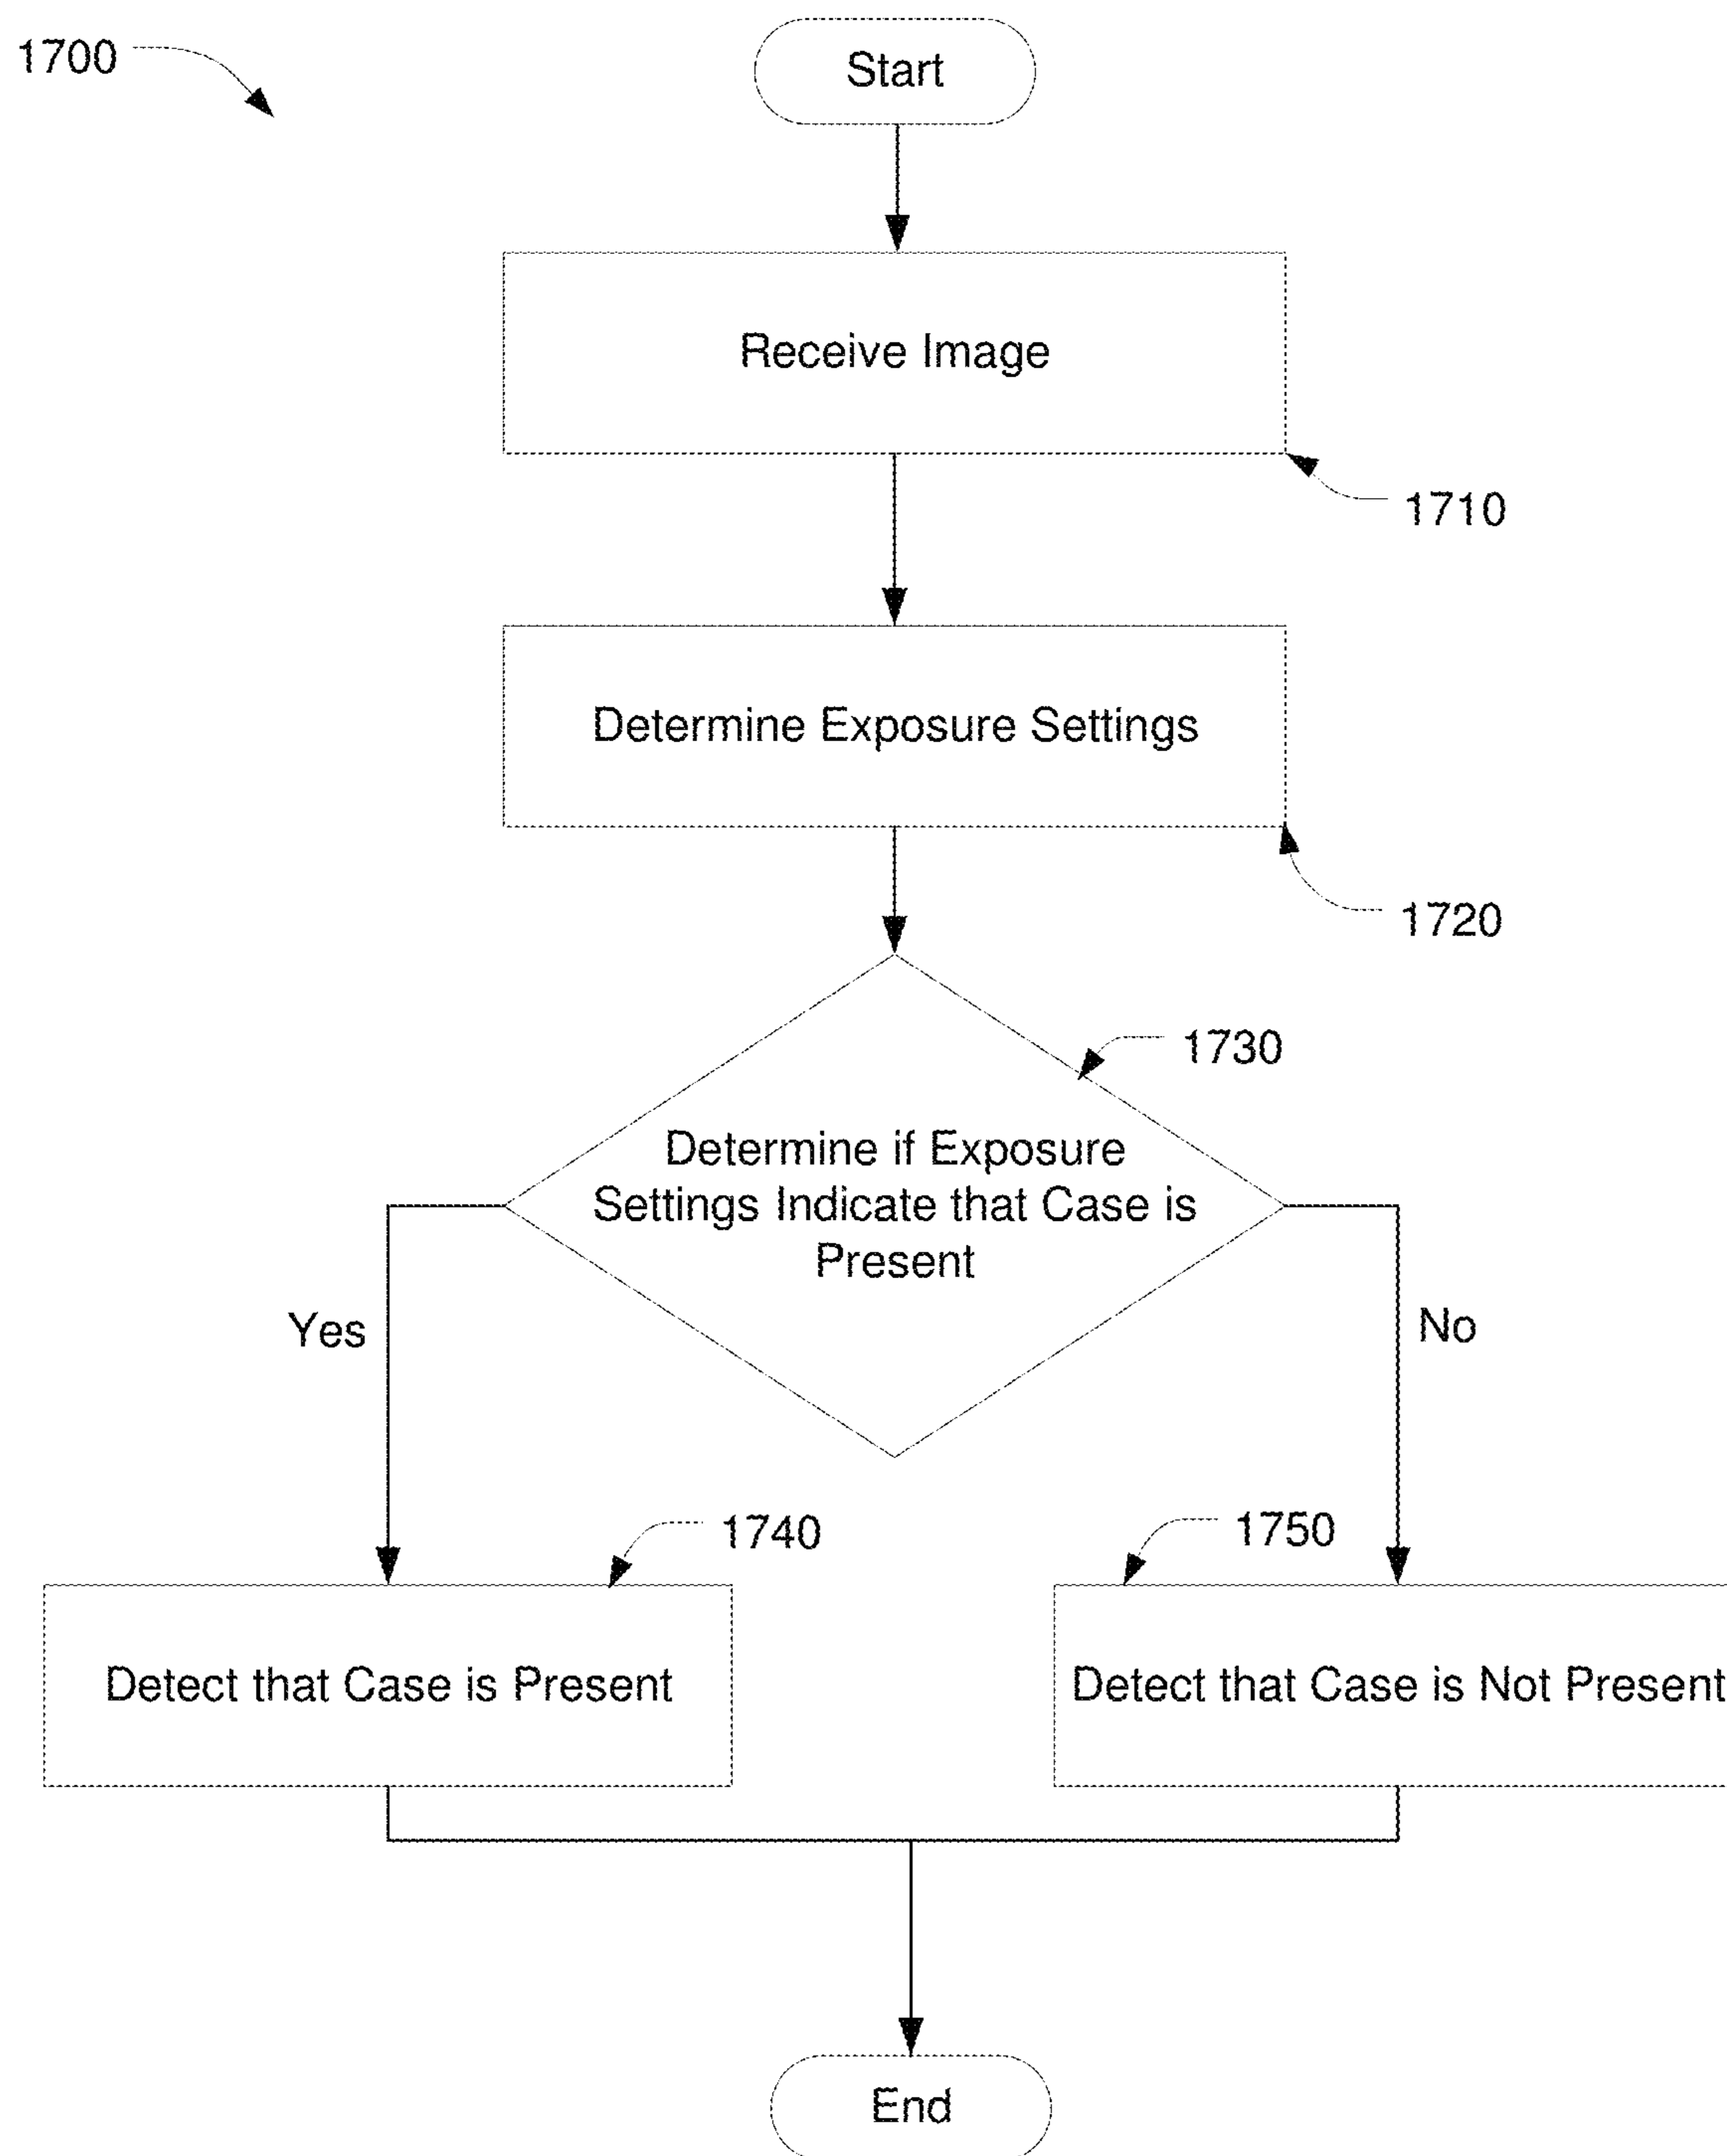 1700
Start
Receive Image
1710
Determine Exposure Settings
1720
1730
Determine if Exposure
Settings Indicate that Case is
Present
Yes
No
1740
1750
Detect that Case is Present
Detect that Case is Not Present
End